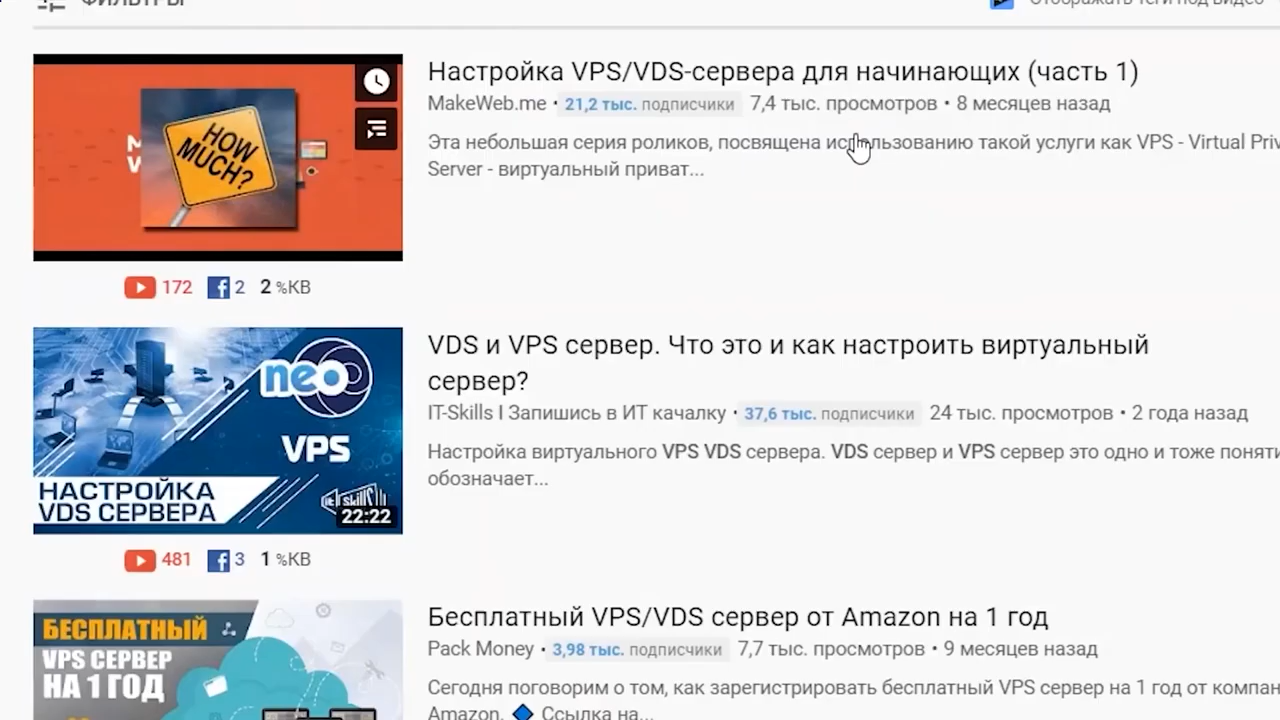 ФИЛЬТРЫ
Отображать теги под видео
HOW
MUCH?
Настройка VPS/VDS-сервера для начинающих (часть 1)
MakeWeb.me • 21,2 тыс. подписчики 7,4 тыс. просмотров • 8 месяцев назад
Эта небольшая серия роликов, посвящена использованию такой услуги как VPS - Virtual Priv
Server - виртуальный приват...
172 2 2 %КВ
neo
VPS
НАСТРОЙКА
VDS СЕРВЕРА
it skills
22:22
VDS и VPS сервер. Что это и как настроить виртуальный
сервер?
IT-Skills I Запишись в ИТ качалку • 37,6 тыс. подписчики 24 тыс. просмотров • 2 года назад
Настройка виртуального VPS VDS сервера. VDS сервер и VPS сервер это одно и тоже поняти
обозначает...
481 3 1 %КВ
БЕСПЛАТНЫЙ
VPS СЕРВЕР
НА 1 ГОД
Бесплатный VPS/VDS сервер от Amazon на 1 год
Pack Money • 3,98 тыс. подписчики 7,7 тыс. просмотров • 9 месяцев назад
Сегодня поговорим о том, как зарегистрировать бесплатный VPS сервер на 1 год от компан
Amazon. Ссылка на...